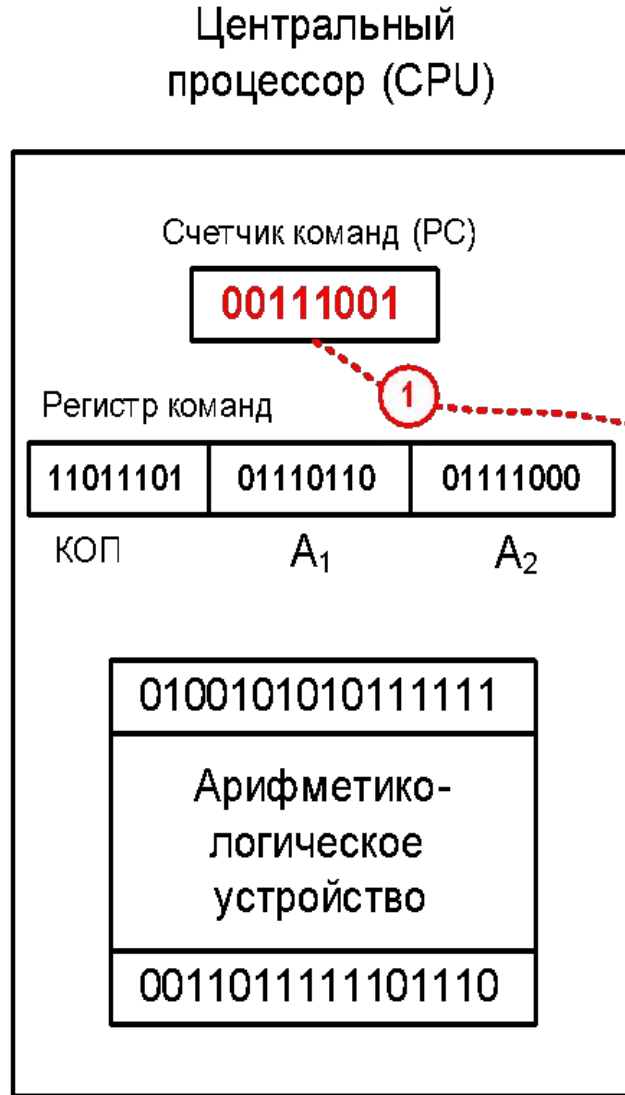 Центральный
процессор (CPU)
Счетчик команд (PC)
00111001
1
Регистр команд
11011101 01110110 01111000
КОП A₁ A₂
0100101010111111
Арифметико-
логическое
устройство
0011011111101110